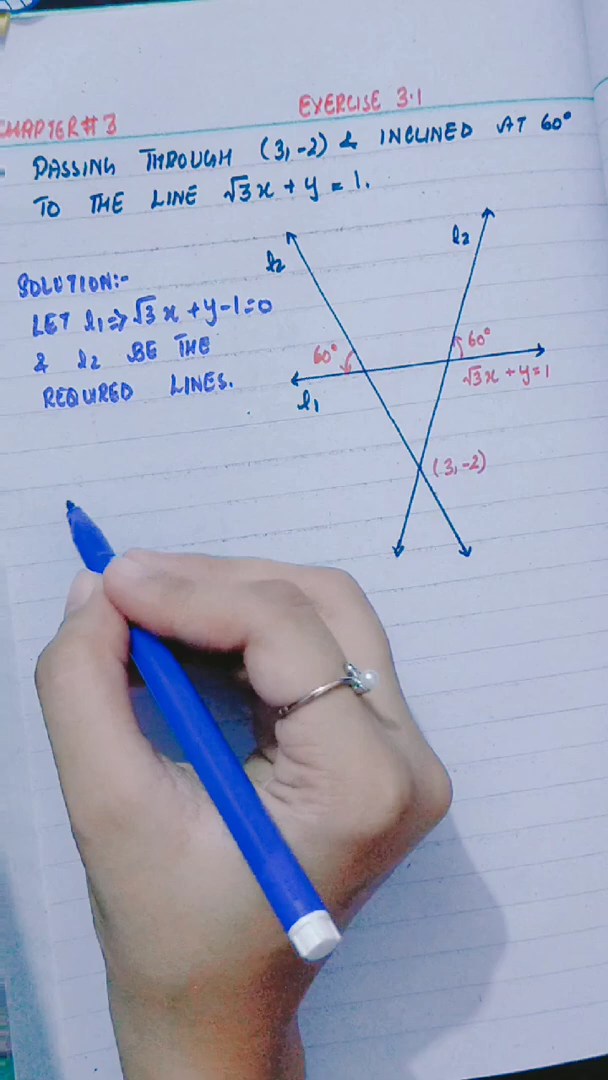 CHAPTER # 3
EXERCISE 3.1
PASSING THROUGH (3,-2) & INCLINED AT 60°
TO THE LINE √3x + y = 1.
SOLUTION:-
LET l1 ⇒ √3x + y - 1 = 0
& l2 BE THE
REQUIRED LINES.
l2
l2
60°
60°
l1
√3x + y = 1
(3,-2)